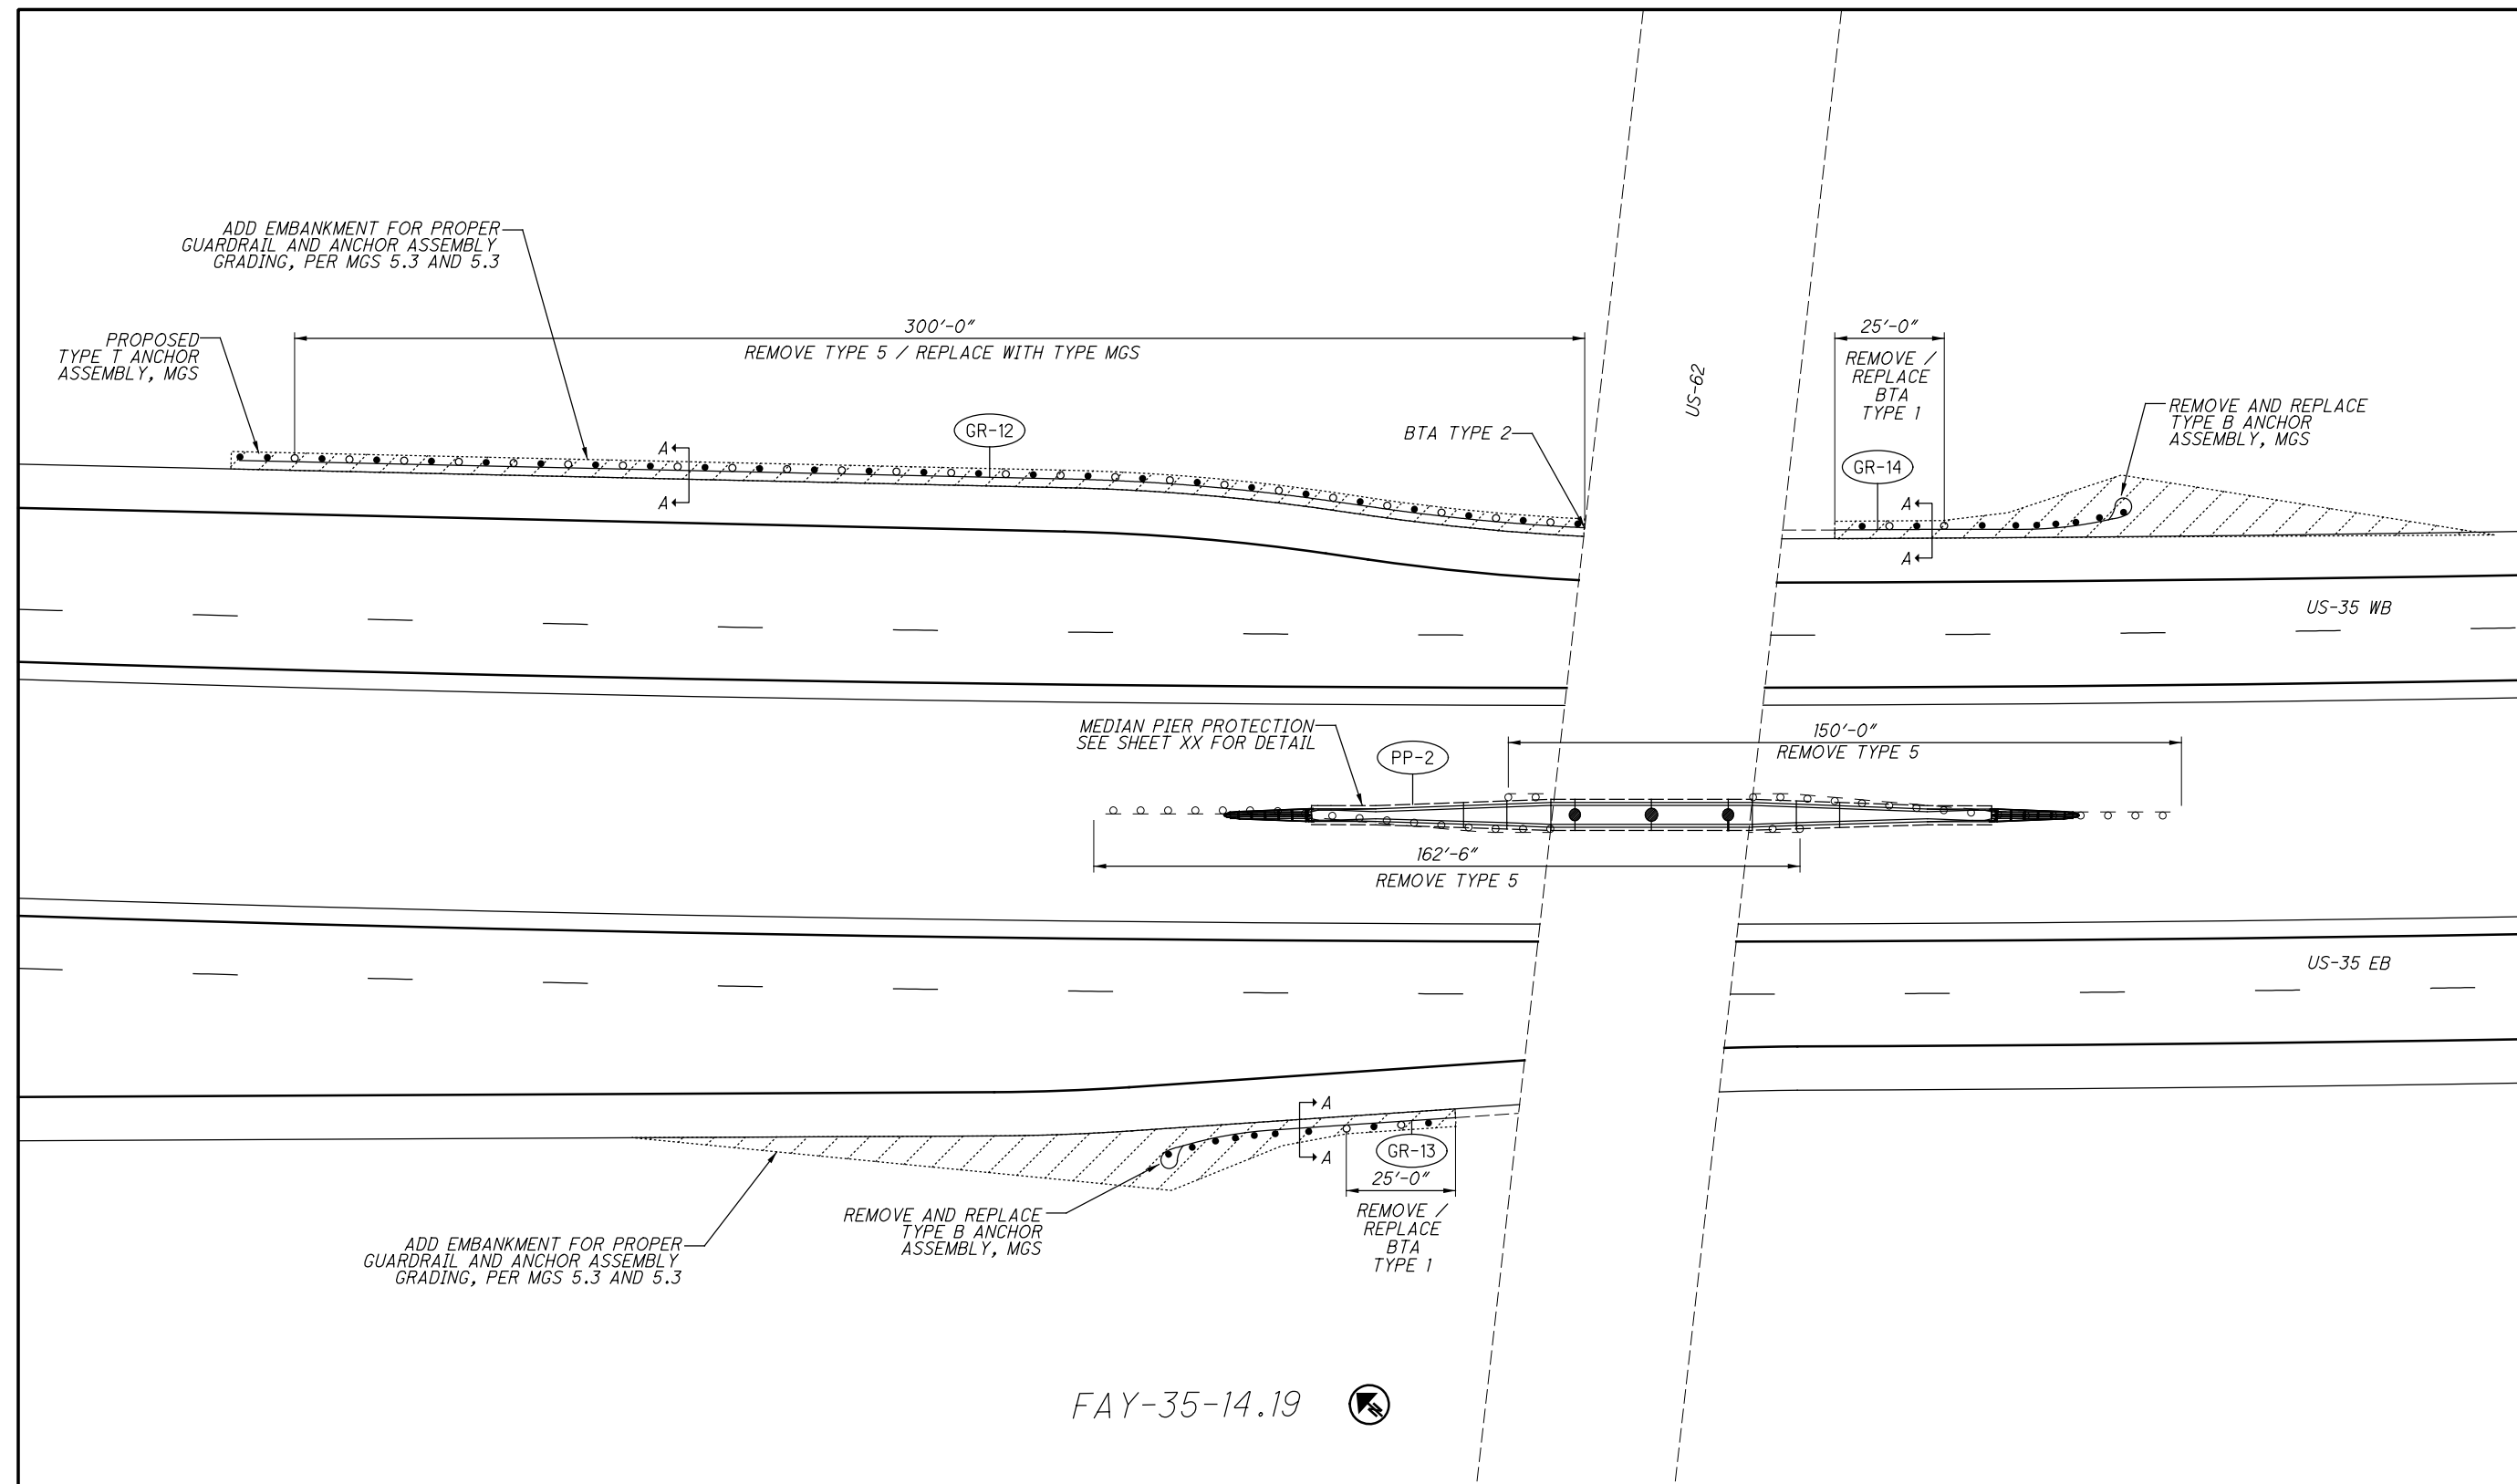 ADD EMBANKMENT FOR PROPER
GUARDRAIL AND ANCHOR ASSEMBLY
GRADING, PER MGS 5.3 AND 5.3
PROPOSED
TYPE T ANCHOR
ASSEMBLY, MGS
300'-0"
REMOVE TYPE 5 / REPLACE WITH TYPE MGS
GR-12
A
A
BTA TYPE 2
US-62
25'-0"
REMOVE /
REPLACE
BTA
TYPE 1
GR-14
A
A
REMOVE AND REPLACE
TYPE B ANCHOR
ASSEMBLY, MGS
US-35 WB
MEDIAN PIER PROTECTION
SEE SHEET XX FOR DETAIL
PP-2
150'-0"
REMOVE TYPE 5
162'-6"
REMOVE TYPE 5
US-35 EB
A
A
GR-13
25'-0"
REMOVE /
REPLACE
BTA
TYPE 1
REMOVE AND REPLACE
TYPE B ANCHOR
ASSEMBLY, MGS
ADD EMBANKMENT FOR PROPER
GUARDRAIL AND ANCHOR ASSEMBLY
GRADING, PER MGS 5.3 AND 5.3
FAY-35-14.19
N